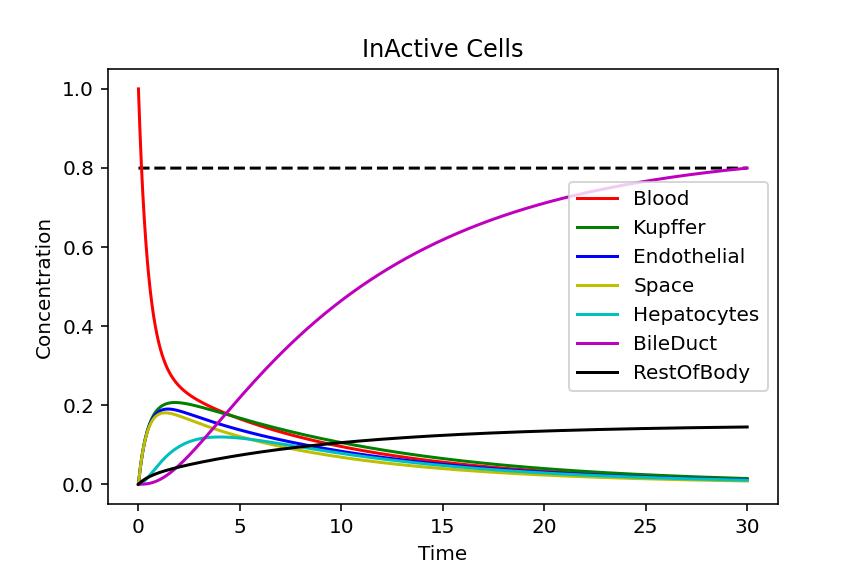 InActive Cells
Concentration
1.0
0.8
0.6
0.4
0.2
0.0
Blood
Kupffer
Endothelial
Space
Hepatocytes
BileDuct
RestOfBody
0 5 10 15 20 25 30
Time